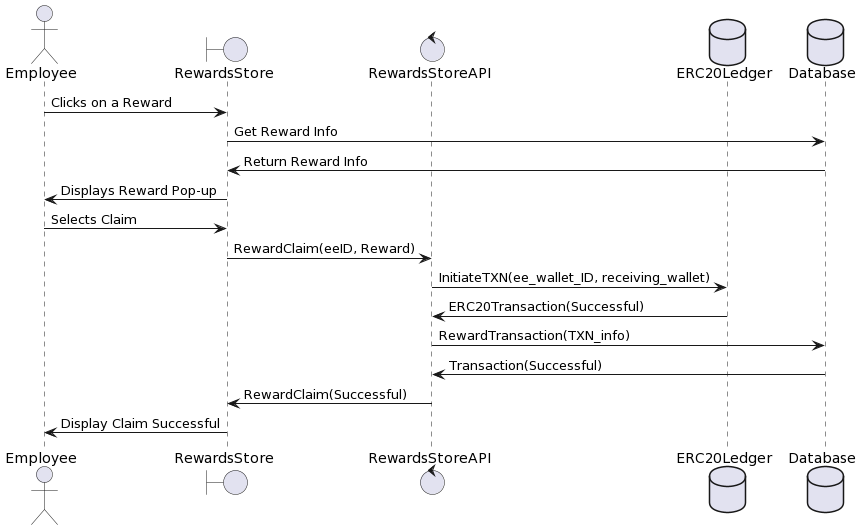 Employee
RewardsStore
RewardsStoreAPI
ERC20Ledger
Database
Clicks on a Reward
Get Reward Info
Return Reward Info
Displays Reward Pop-up
Selects Claim
RewardClaim(eeID, Reward)
InitiateTXN(ee_wallet_ID, receiving_wallet)
ERC20Transaction(Successful)
RewardTransaction(TXN_info)
Transaction(Successful)
RewardClaim(Successful)
Display Claim Successful
Employee
RewardsStore
RewardsStoreAPI
ERC20Ledger
Database